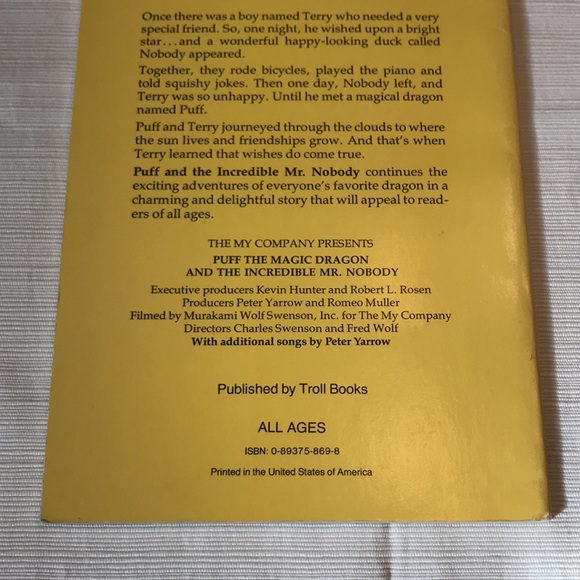 Once there was a boy named Terry who needed a very
special friend. So, one night, he wished upon a bright
star...and a wonderful happy-looking duck called
Nobody appeared.
Together, they rode bicycles, played the piano and
told squishy jokes. Then one day, Nobody left, and
Terry was so unhappy. Until he met a magical dragon
named Puff.
Puff and Terry journeyed through the clouds to where
the sun lives and friendships grow. And that's when
Terry learned that wishes do come true.
Puff and the Incredible Mr. Nobody continues the
exciting adventures of everyone's favorite dragon in a
charming and delightful story that will appeal to read-
ers of all ages.
THE MY COMPANY PRESENTS
PUFF THE MAGIC DRAGON
AND THE INCREDIBLE MR. NOBODY
Executive producers Kevin Hunter and Robert L. Rosen
Producers Peter Yarrow and Romeo Muller
Filmed by Murakami Wolf Swenson, Inc. for The My Company
Directors Charles Swenson and Fred Wolf
With additional songs by Peter Yarrow
Published by Troll Books
ALL AGES
ISBN: 0-89375-869-8
Printed in the United States of America